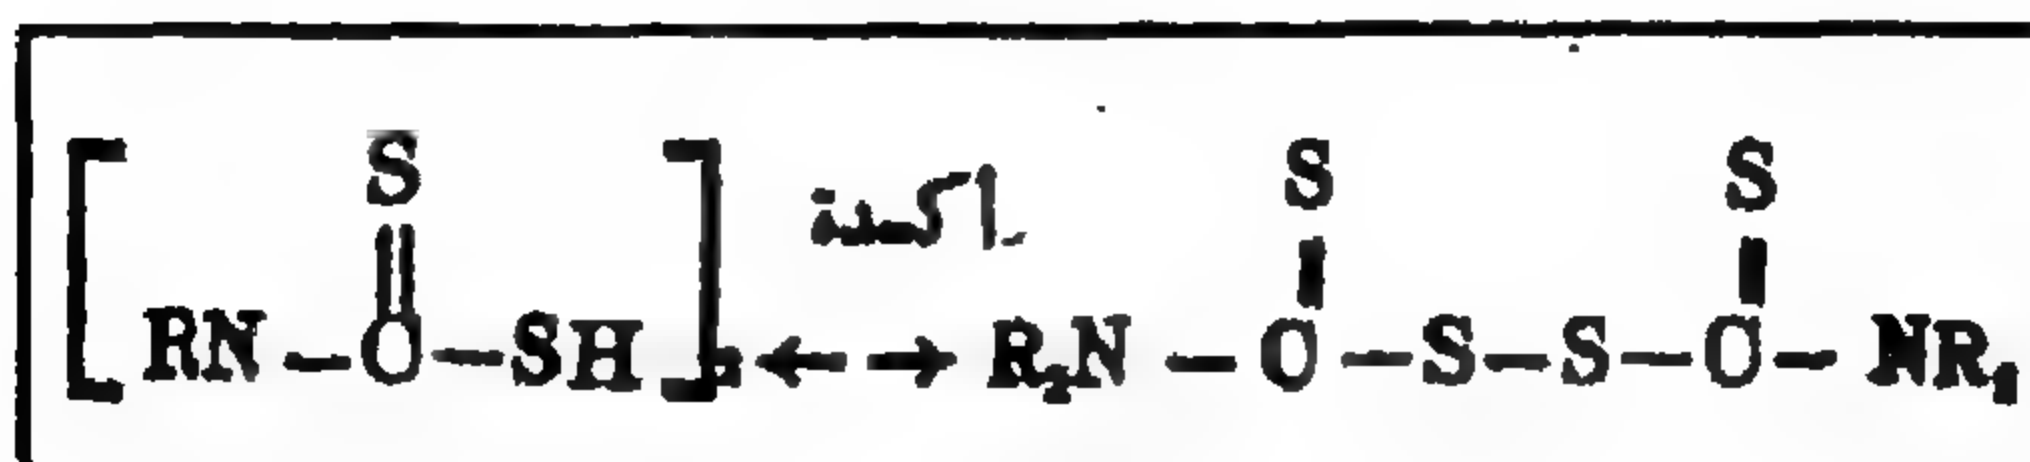 S اكسدة S S
[RN – C – SH]₂ ←→ R₂N – C – S – S – C – NR₂